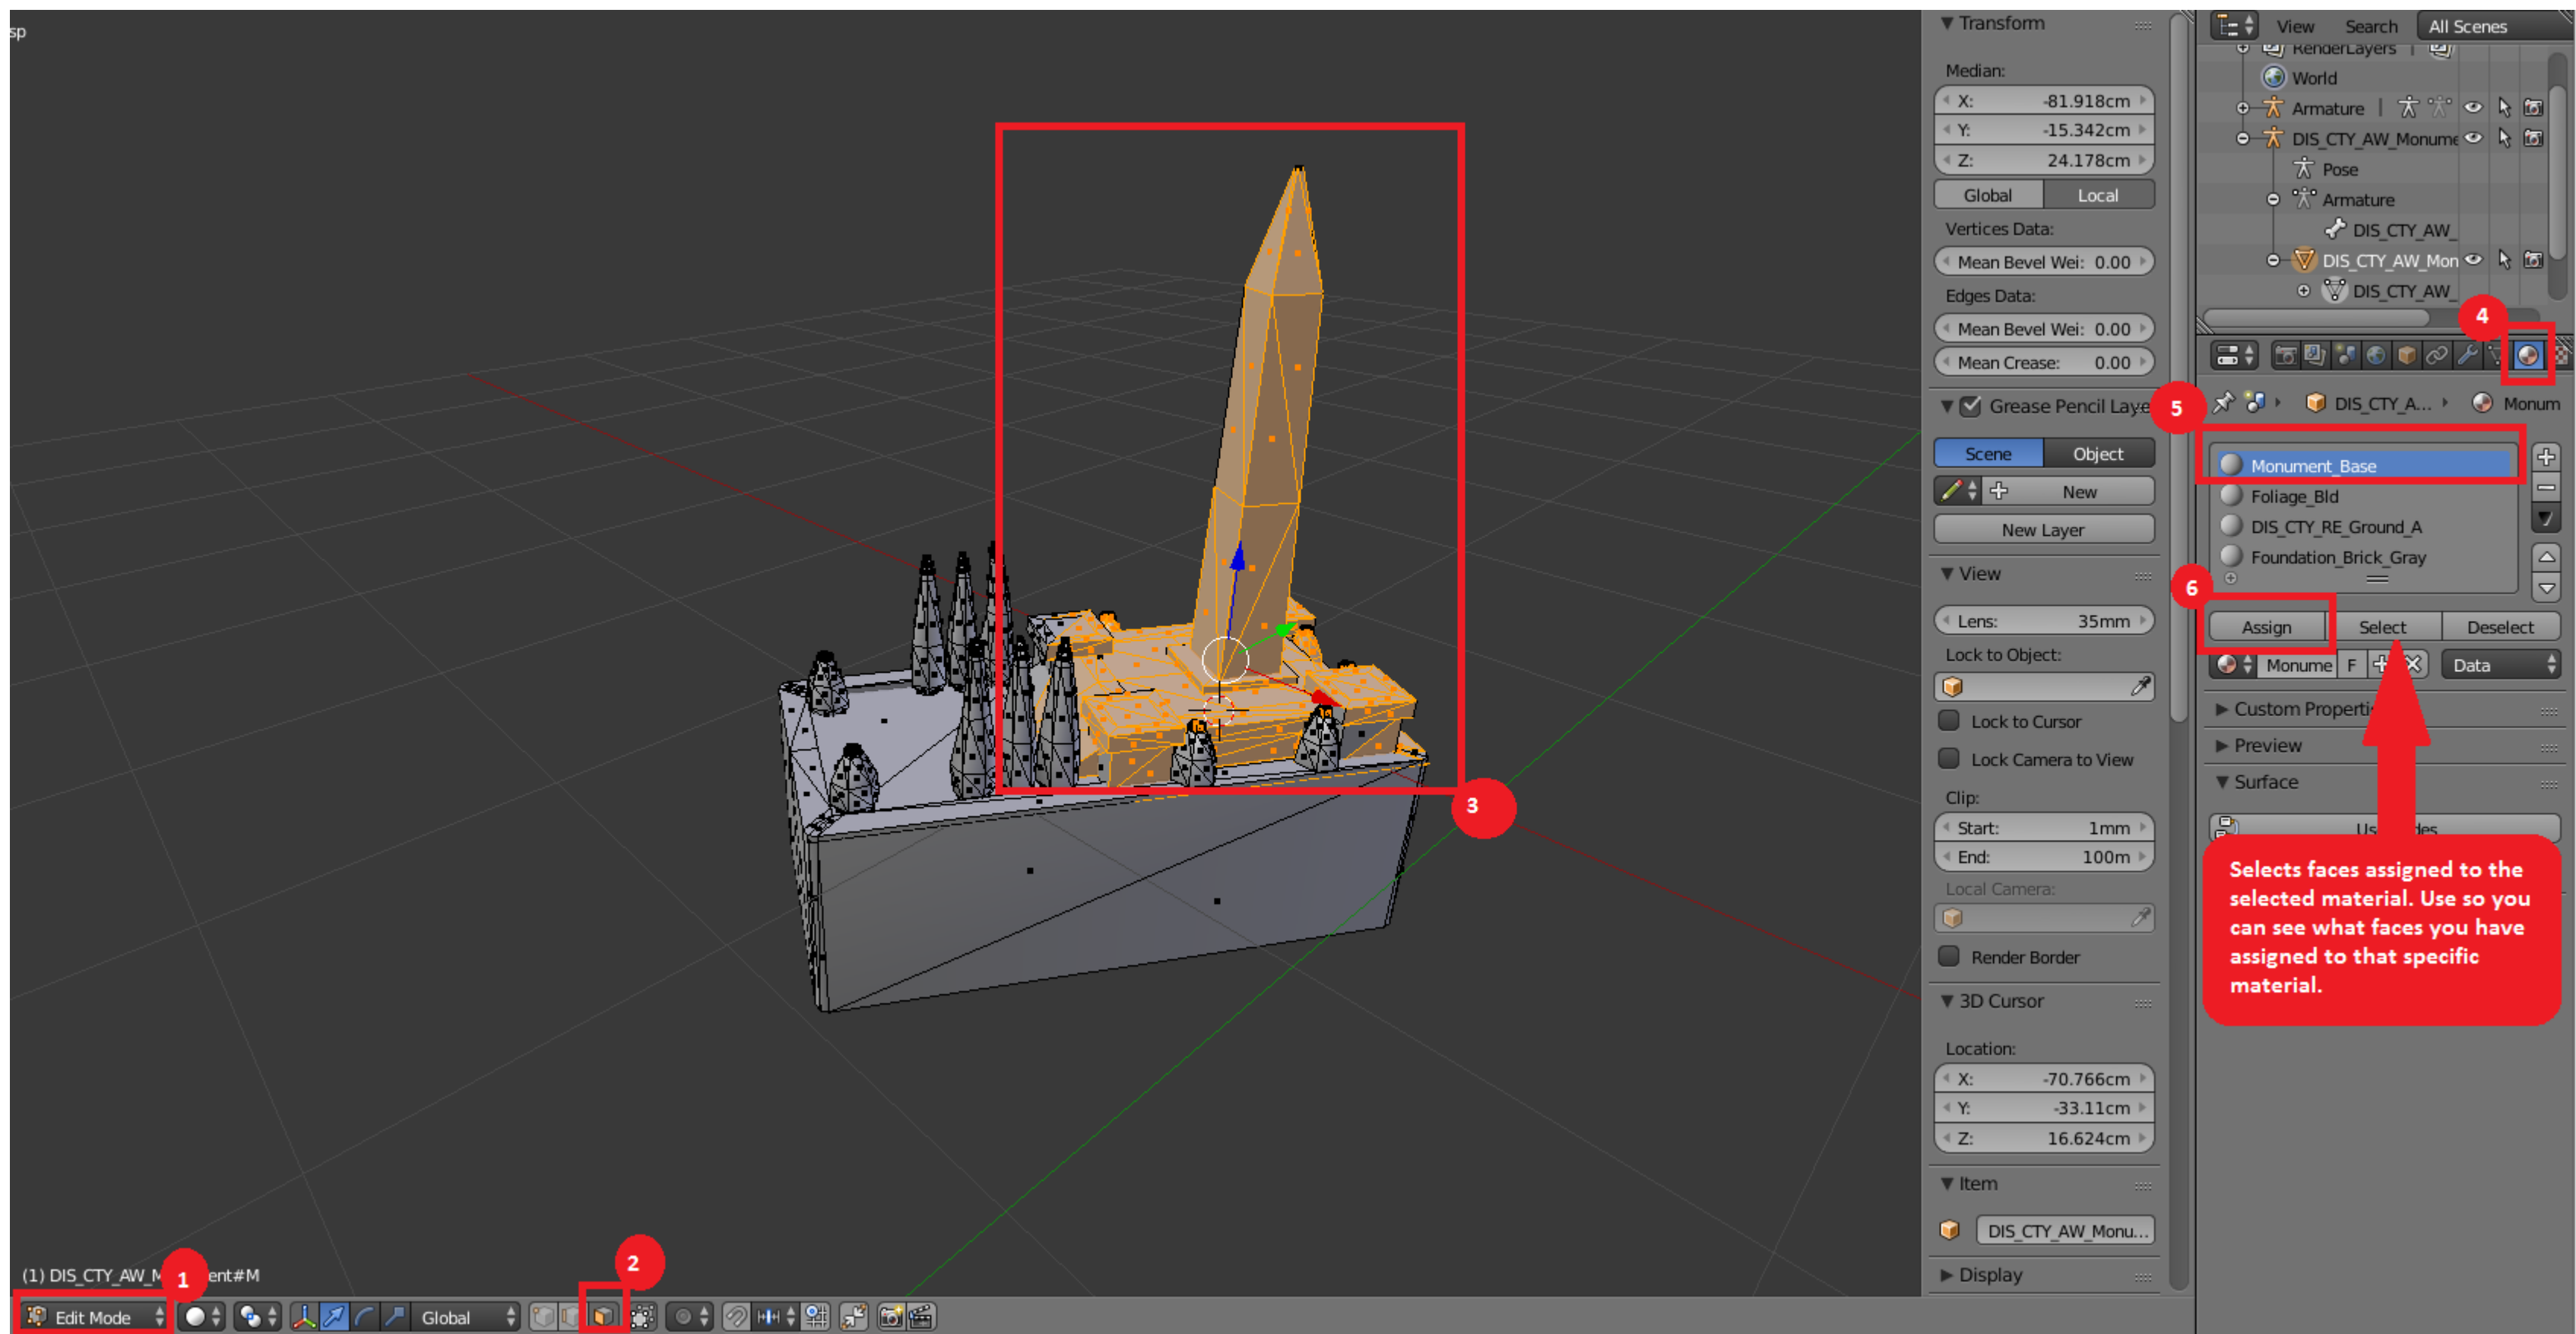 sp
(1) DIS_CTY_AW_M
ent#M
1
2
3
Edit Mode
Global
Transform
Median:
X: -81.918cm
Y: -15.342cm
Z: 24.178cm
Global Local
Vertices Data:
Mean Bevel Wei: 0.00
Edges Data:
Mean Bevel Wei: 0.00
Mean Crease: 0.00
Grease Pencil Laye
Scene Object
New
New Layer
View
Lens: 35mm
Lock to Object:
Lock to Cursor
Lock Camera to View
Clip:
Start: 1mm
End: 100m
Local Camera:
Render Border
3D Cursor
Location:
X: -70.766cm
Y: -33.11cm
Z: 16.624cm
Item
DIS_CTY_AW_Monu...
Display
View Search All Scenes
RenderLayers
World
Armature
DIS_CTY_AW_Monume
Pose
Armature
DIS_CTY_AW_
DIS_CTY_AW_Mon
DIS_CTY_AW_
4
5
DIS_CTY_A... Monum
Monument_Base
Foliage_Bld
DIS_CTY_RE_Ground_A
Foundation_Brick_Gray
6
Assign Select Deselect
Monume F Data
Custom Properti
Preview
Surface
Selects faces assigned to the
selected material. Use so you
can see what faces you have
assigned to that specific
material.